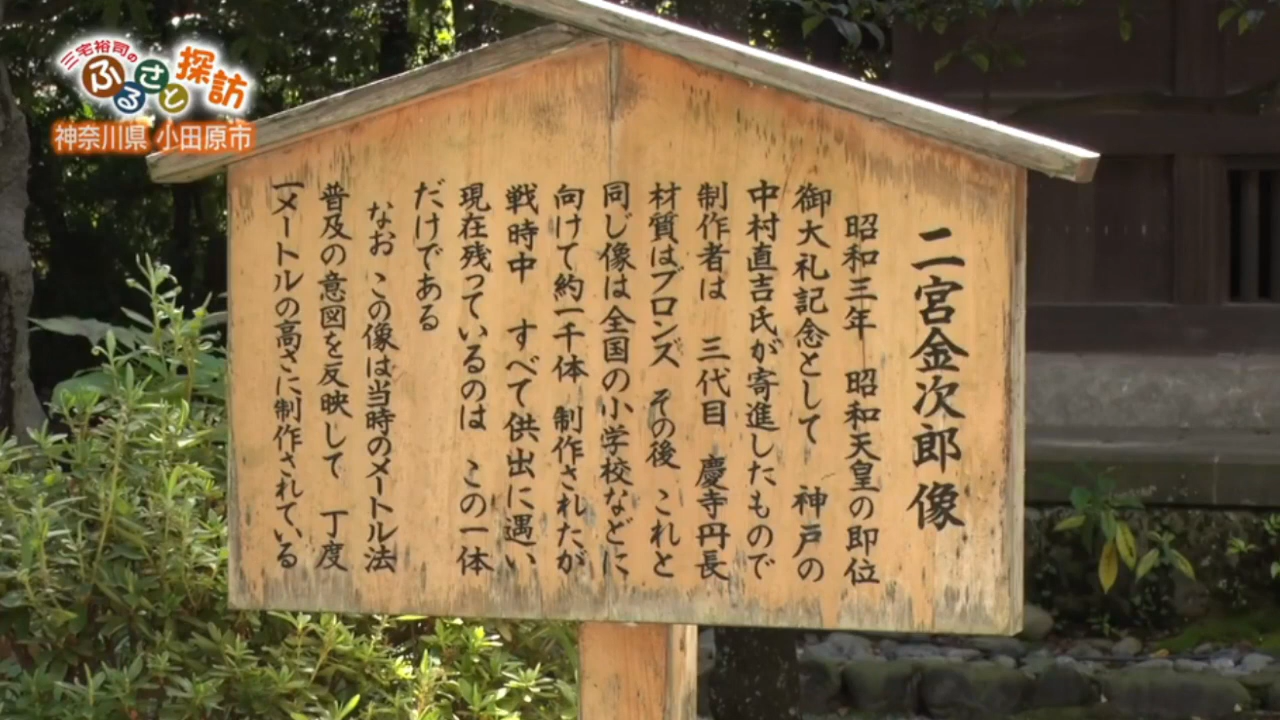 三宅裕司の
ふるさと
探訪
神奈川県 小田原市
二宮金次郎像
昭和三年 昭和天皇の即位
御大礼記念として 神戸の
中村直吉氏が寄進したもので
制作者は 三代目 慶寺丹長
材質はブロンズ その後 これと
同じ像は全国の小学校などに
向けて約一千体 制作されたが
戦時中 すべて供出に遇い
現在残っているのは この一体
だけである
なお この像は当時のメートル法
普及の意図を反映して 丁度
一メートルの高さに制作されている